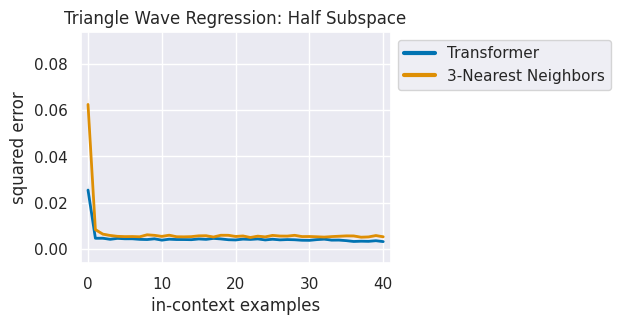 Triangle Wave Regression: Half Subspace
Transformer
3-Nearest Neighbors
squared error
0.08
0.06
0.04
0.02
0.00
0 10 20 30 40
in-context examples